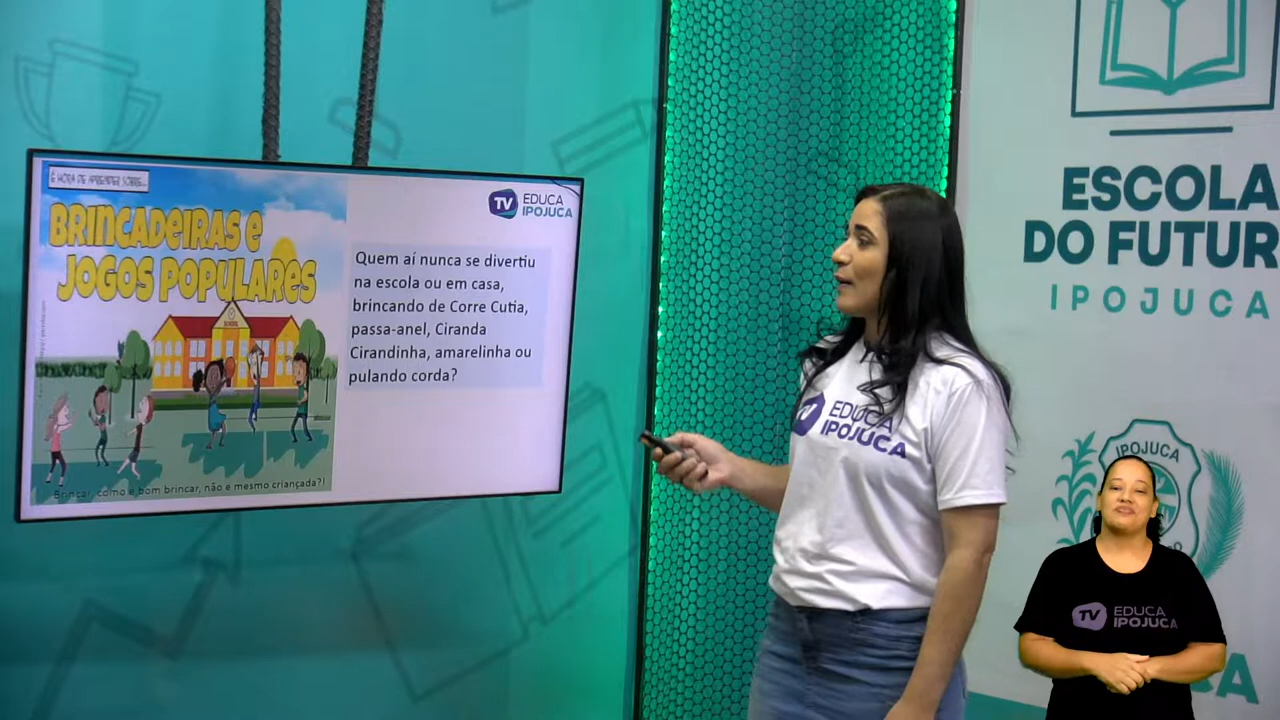 É HORA DE APRENDER SOBRE...
BRINCADEIRAS e
JOGOS POPULARES
SCHOOL
Brincar, como é bom brincar, não é mesmo criançada?!
TV EDUCA
IPOJUCA
Quem aí nunca se divertiu
na escola ou em casa,
brincando de Corre Cutia,
passa-anel, Ciranda
Cirandinha, amarelinha ou
pulando corda?
TV EDUCA
IPOJUCA
ESCOLA
DO FUTUR
IPOJUCA
IPOJUCA
TV EDUCA
IPOJUCA